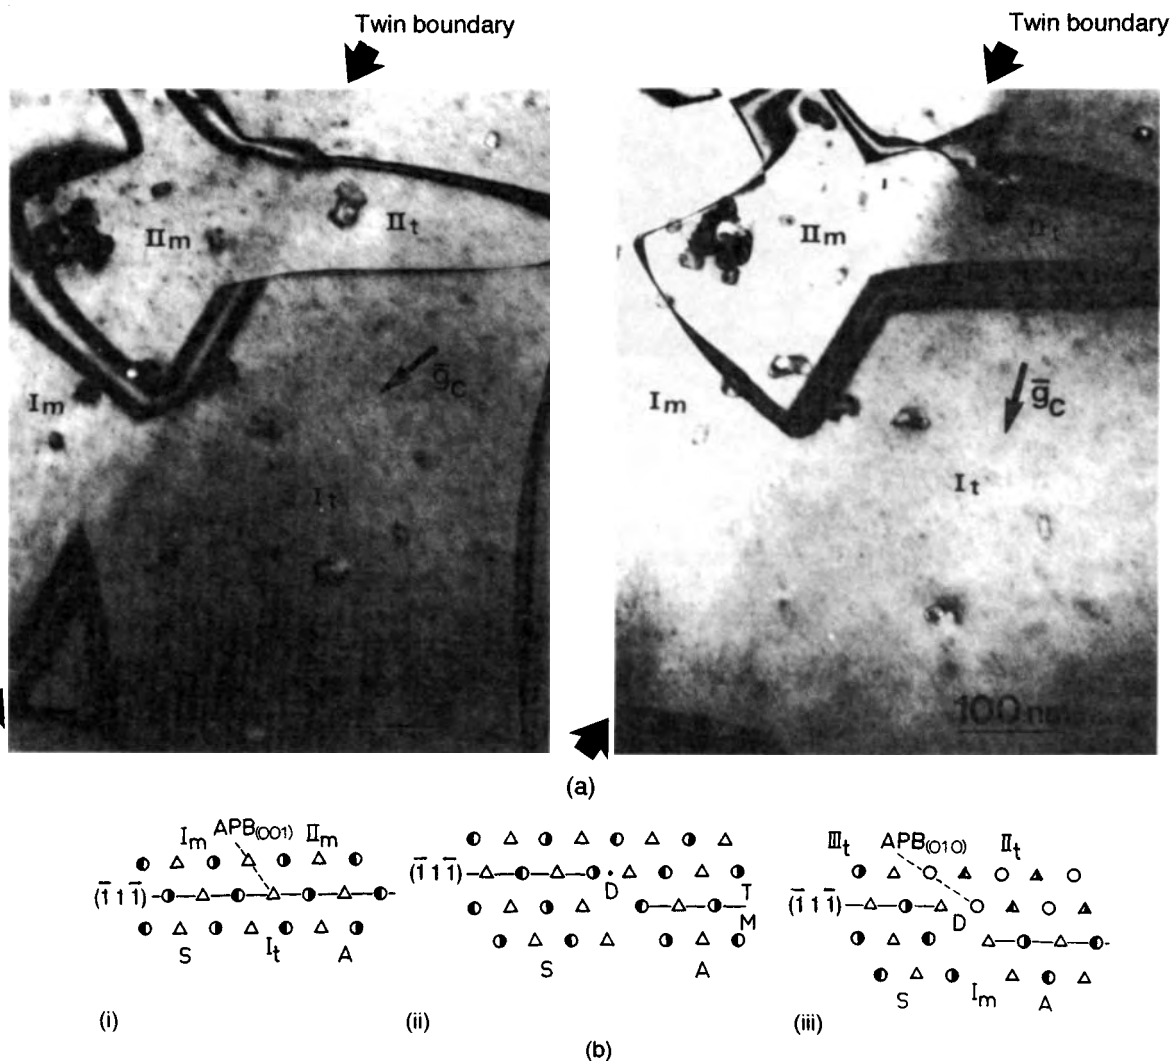 Twin boundary
Twin boundary
IIm
IIt
Im
ḡC
It
IIm
IIt
Im
ḡC
It
100 nm
(a)
Im APB(001) IIm
(1̄11̄)
S It A
(i)
(1̄11̄)
D
T
M
S A
(ii)
IIIt APB(010) IIt
(1̄11̄)
D
S Im A
(iii)
(b)